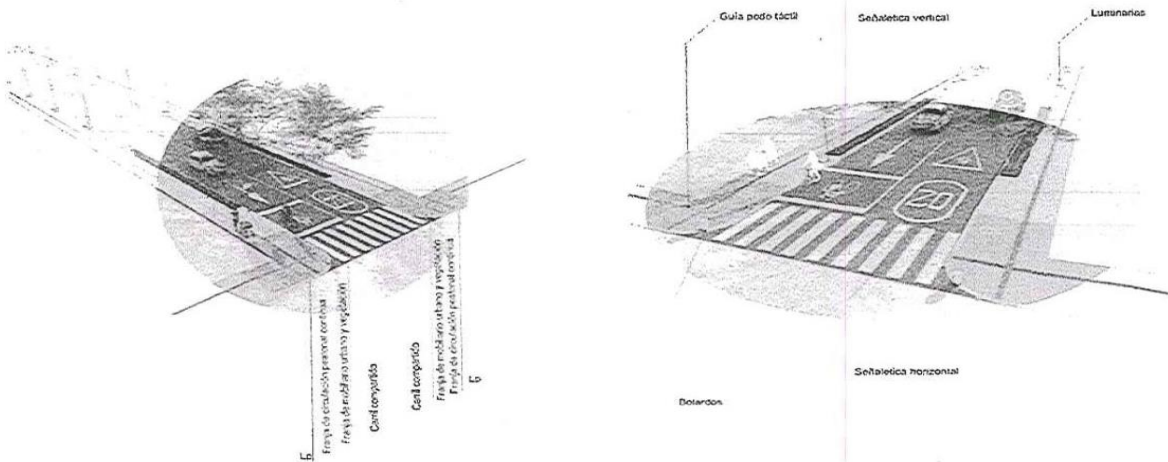 Guia podo táctil
Señaletica vertical
Luminarias
Franja de circulación peatonal continua
Franja de mobiliario urbano y vegetación
Carril compartido
Carril compartido
Franja de mobiliario urbano y vegetación
Franja de circulación peatonal continua
Señaletica horizontal
Bolardos